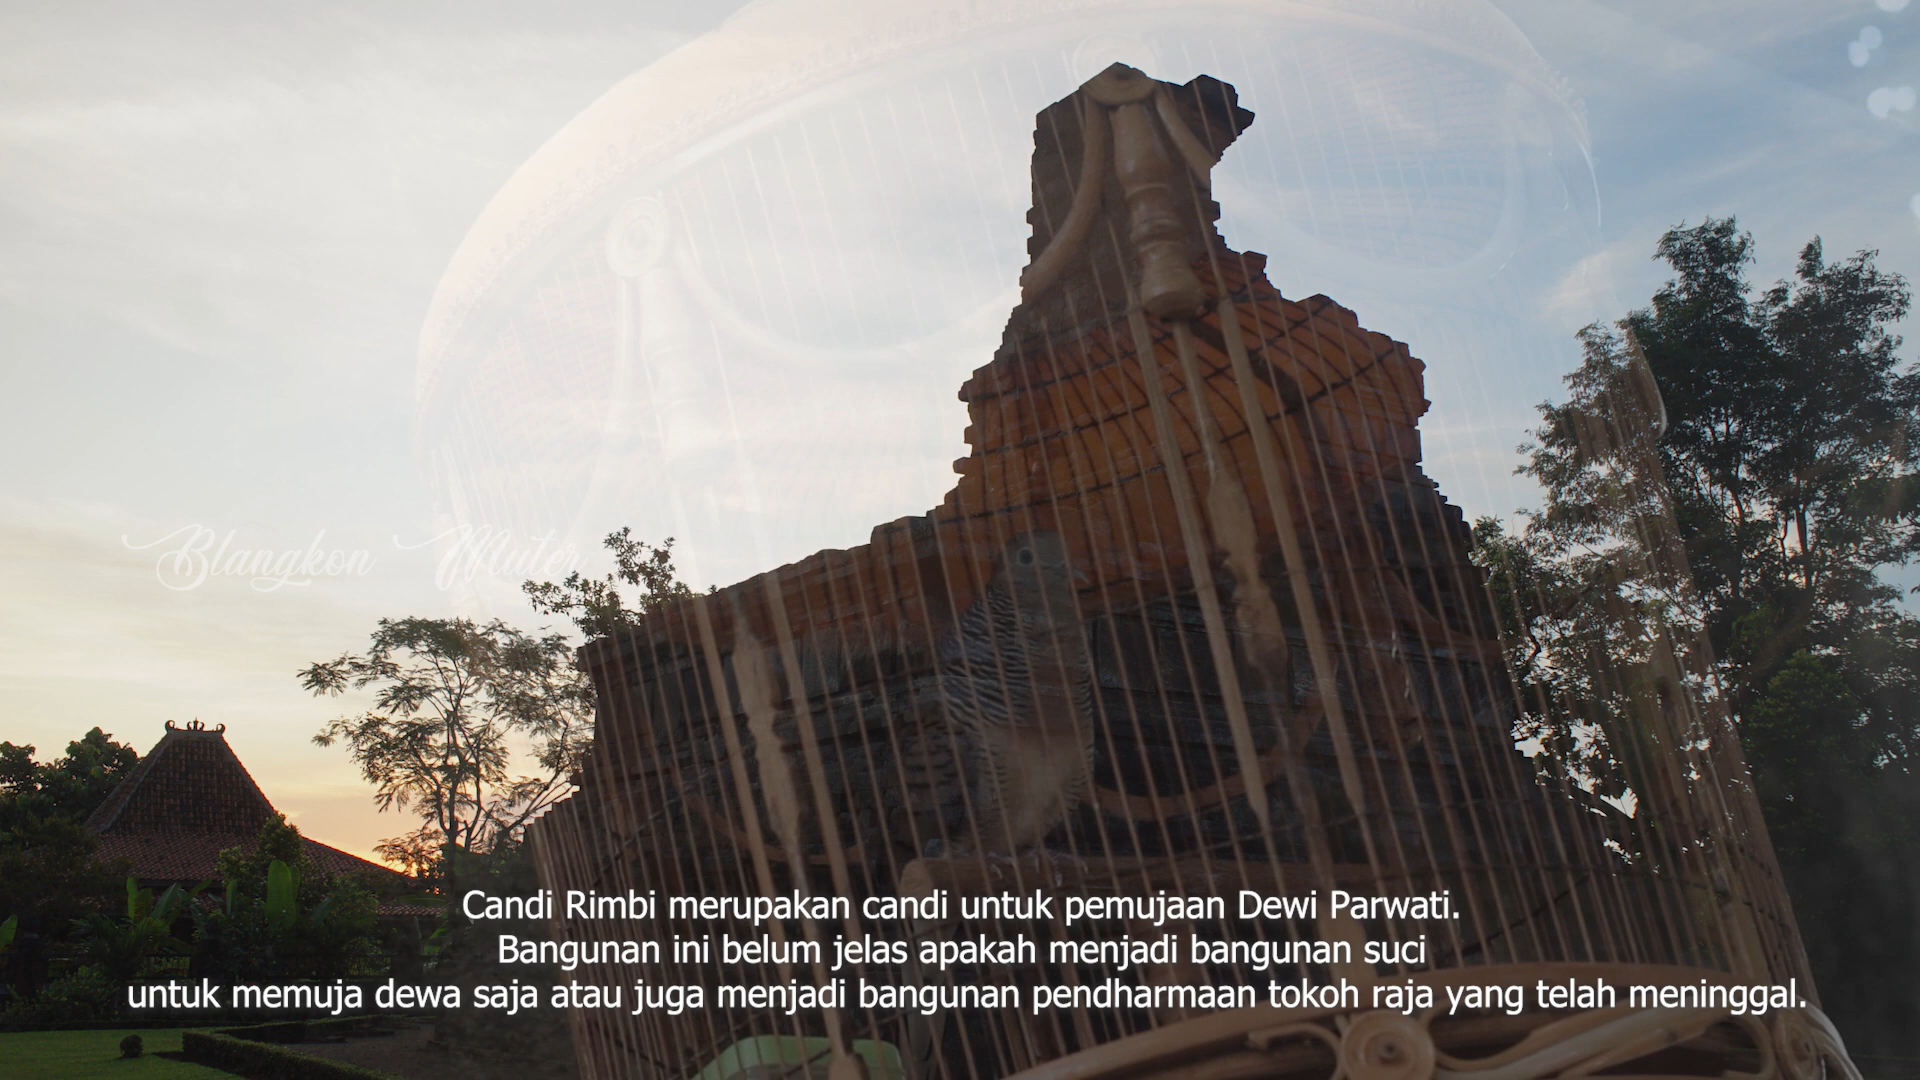 Blangkon Muter
Candi Rimbi merupakan candi untuk pemujaan Dewi Parwati.
Bangunan ini belum jelas apakah menjadi bangunan suci
untuk memuja dewa saja atau juga menjadi bangunan pendharmaan tokoh raja yang telah meninggal.